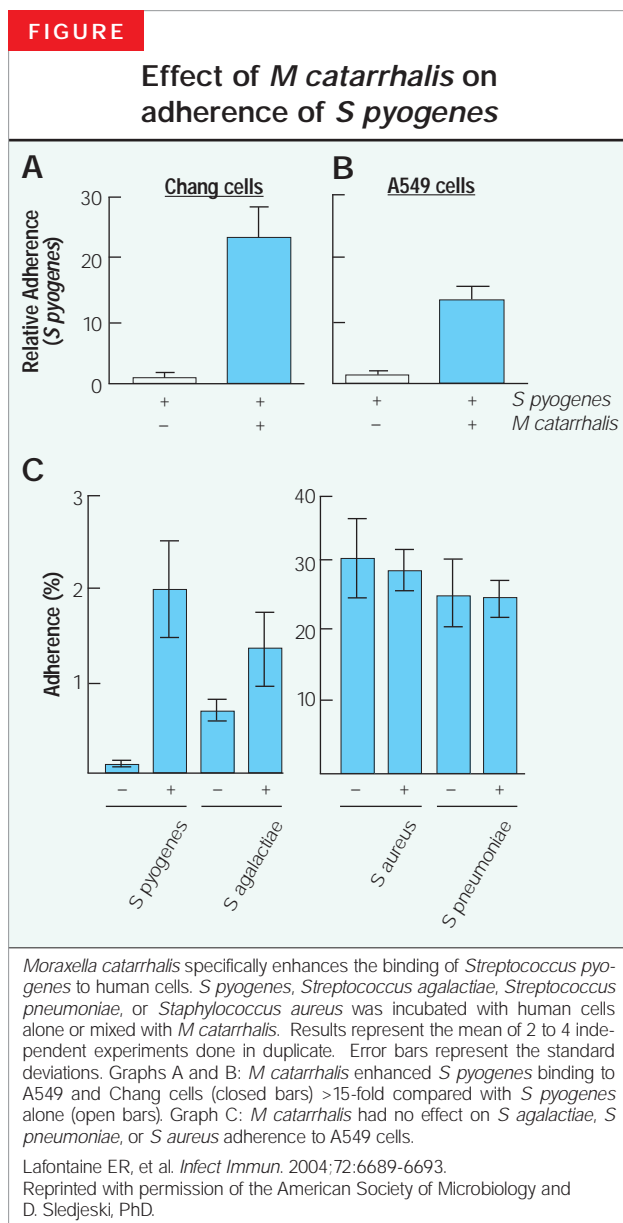 FIGURE
Effect of M catarrhalis on
adherence of S pyogenes
A
Chang cells
B
A549 cells
Relative Adherence
(S pyogenes)
30
20
10
0
+ + + + S pyogenes
– + – + M catarrhalis
C
Adherence (%)
3
2
1
40
30
20
10
– + – + – + – +
S pyogenes
S agalactiae
S aureus
S pneumoniae
Moraxella catarrhalis specifically enhances the binding of Streptococcus pyo-
genes to human cells. S pyogenes, Streptococcus agalactiae, Streptococcus
pneumoniae, or Staphylococcus aureus was incubated with human cells
alone or mixed with M catarrhalis. Results represent the mean of 2 to 4 inde-
pendent experiments done in duplicate. Error bars represent the standard
deviations. Graphs A and B: M catarrhalis enhanced S pyogenes binding to
A549 and Chang cells (closed bars) >15-fold compared with S pyogenes
alone (open bars). Graph C: M catarrhalis had no effect on S agalactiae, S
pneumoniae, or S aureus adherence to A549 cells.
Lafontaine ER, et al. Infect Immun. 2004;72:6689-6693.
Reprinted with permission of the American Society of Microbiology and
D. Sledjeski, PhD.